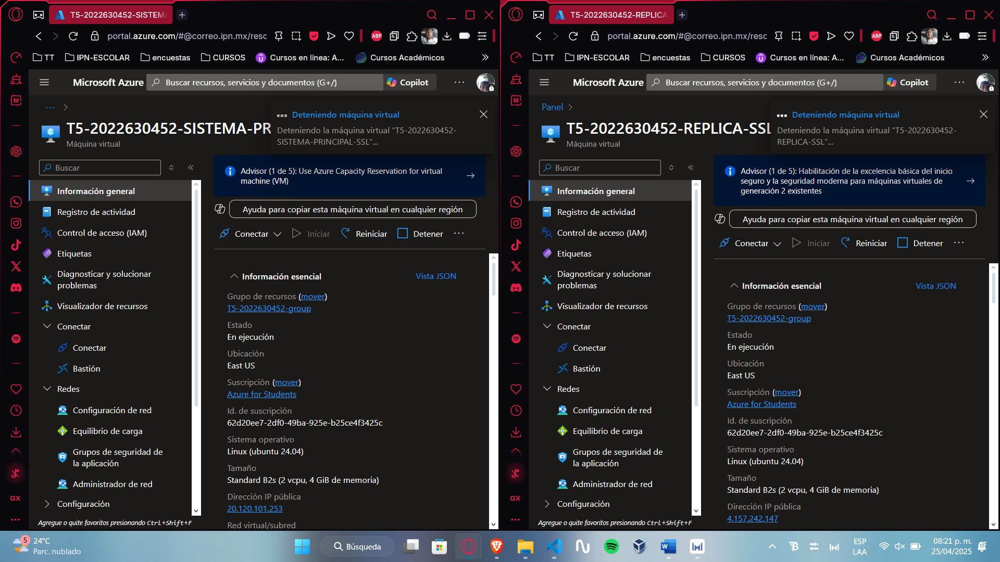 T5-2022630452-SISTEM
portal.azure.com/#@correo.ipn.mx/resc
ABP
TT
IPN-ESCOLAR
encuestas
CURSOS
Cursos en línea: A...
Cursos Académicos
Microsoft Azure
Buscar recursos, servicios y documentos (G+/)
Copilot
T5-2022630452-SISTEMA-PR
Máquina virtual
Deteniendo máquina virtual
Deteniendo la máquina virtual "T5-2022630452-
SISTEMA-PRINCIPAL-SSL"...
Buscar
Advisor (1 de 5): Use Azure Capacity Reservation for virtual
machine (VM)
Ayuda para copiar esta máquina virtual en cualquier región
Conectar
Iniciar
Reiniciar
Detener
Información general
Registro de actividad
Control de acceso (IAM)
Etiquetas
Diagnosticar y solucionar
problemas
Visualizador de recursos
Conectar
Conectar
Bastión
Redes
Configuración de red
Equilibrio de carga
Grupos de seguridad de
la aplicación
Administrador de red
Configuración
Agregue o quite favoritos presionando Ctrl+Shift+F
Información esencial
Vista JSON
Grupo de recursos (mover)
T5-2022630452-group
Estado
En ejecución
Ubicación
East US
Suscripción (mover)
Azure for Students
Id. de suscripción
62d20ee7-2df0-49ba-925e-b25ce4f3425c
Sistema operativo
Linux (ubuntu 24.04)
Tamaño
Standard B2s (2 vcpu, 4 GiB de memoria)
Dirección IP pública
20.120.101.253
Red virtual/subred
GX
T5-2022630452-REPLICA
portal.azure.com/#@correo.ipn.mx/resc
ABP
TT
IPN-ESCOLAR
encuestas
CURSOS
Cursos en línea: A...
Cursos Académicos
Microsoft Azure
Buscar recursos, servicios y documentos (G+/)
Copilot
Panel
T5-2022630452-REPLICA-SSL
Máquina virtual
Deteniendo máquina virtual
Deteniendo la máquina virtual "T5-2022630452-
REPLICA-SSL"...
Buscar
Advisor (1 de 5): Habilitación de la excelencia básica del inicio
seguro y la seguridad moderna para máquinas virtuales de
generación 2 existentes
Ayuda para copiar esta máquina virtual en cualquier región
Conectar
Iniciar
Reiniciar
Detener
Información general
Registro de actividad
Control de acceso (IAM)
Etiquetas
Diagnosticar y solucionar
problemas
Visualizador de recursos
Conectar
Conectar
Bastión
Redes
Configuración de red
Equilibrio de carga
Grupos de seguridad de
la aplicación
Administrador de red
Configuración
Agregue o quite favoritos presionando Ctrl+Shift+F
Información esencial
Vista JSON
Grupo de recursos (mover)
T5-2022630452-group
Estado
En ejecución
Ubicación
East US
Suscripción (mover)
Azure for Students
Id. de suscripción
62d20ee7-2df0-49ba-925e-b25ce4f3425c
Sistema operativo
Linux (ubuntu 24.04)
Tamaño
Standard B2s (2 vcpu, 4 GiB de memoria)
Dirección IP pública
4.157.242.147
GX
5
24°C
Parc. nublado
Búsqueda
ESP
LAA
08:21 p. m.
25/04/2025